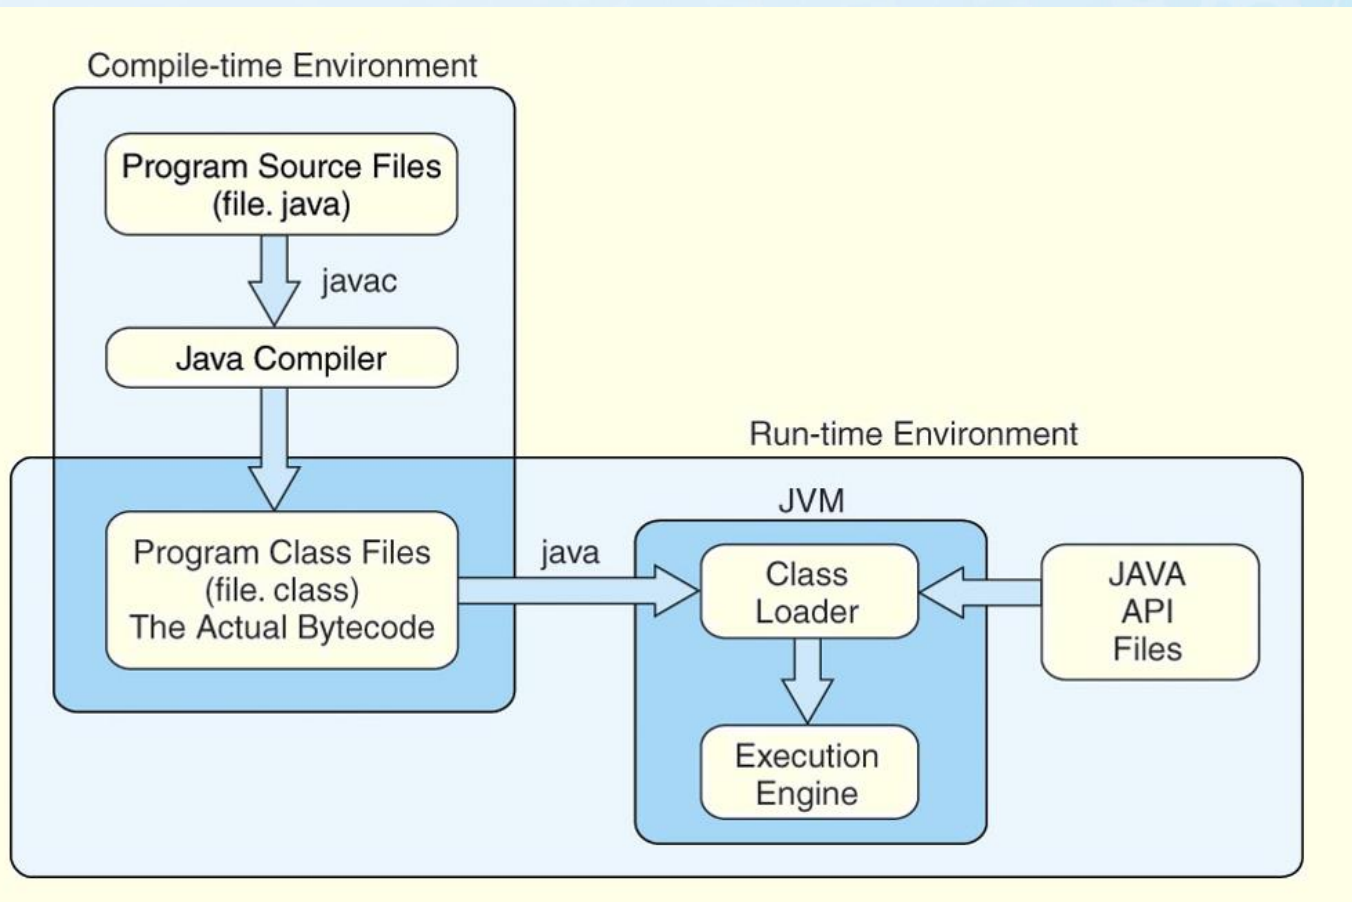 Compile-time Environment
Program Source Files
(file. java)
javac
Java Compiler
Run-time Environment
JVM
Program Class Files
(file. class)
The Actual Bytecode
java
Class
Loader
JAVA
API
Files
Execution
Engine